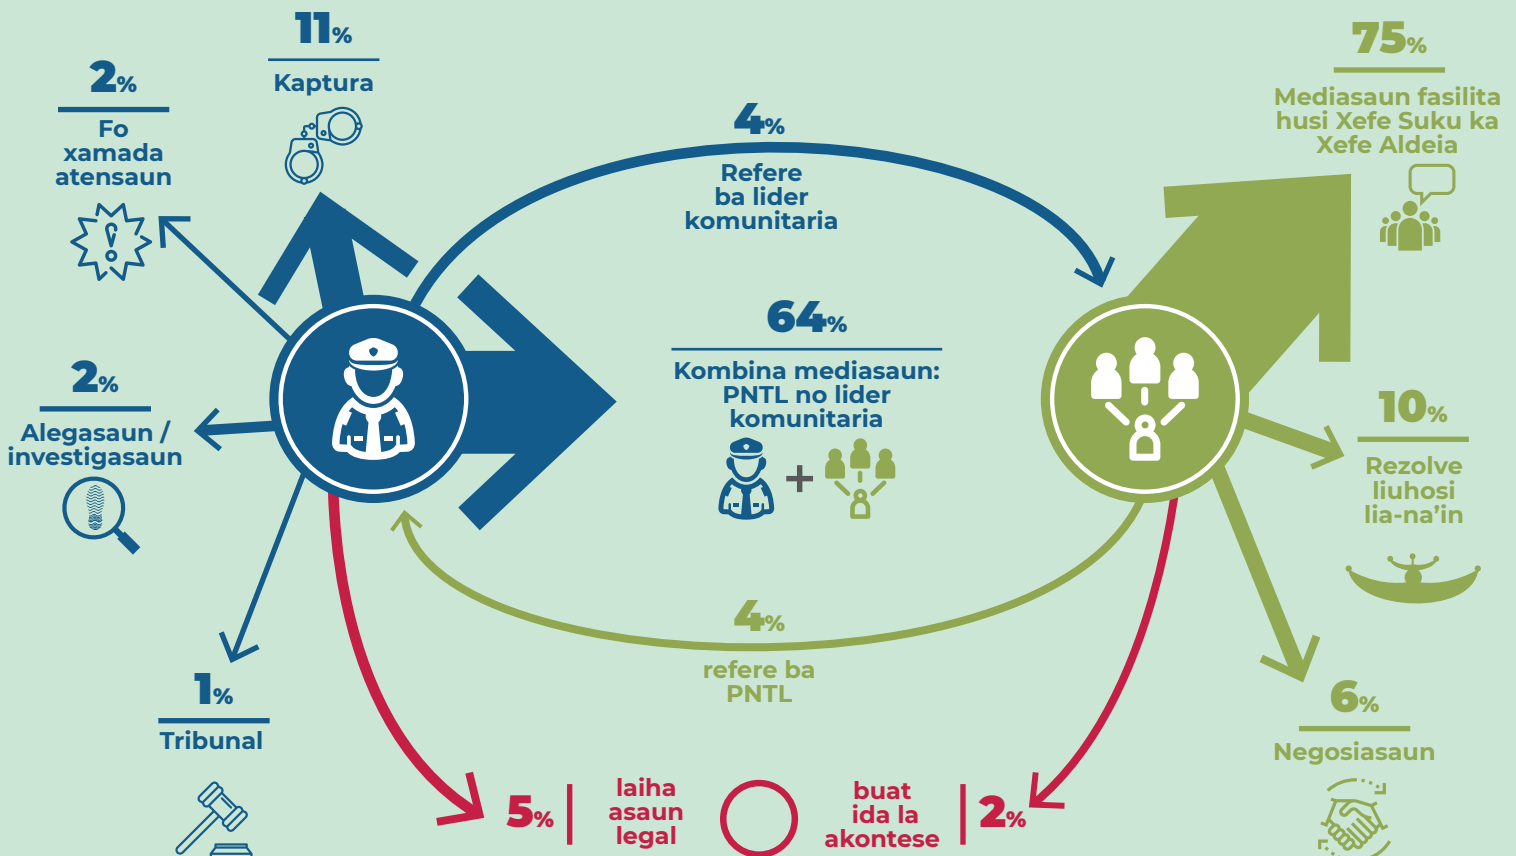 11%
Kaptura
2%
Fo
xamada
atensaun
4%
Refere
ba lider
komunitaria
75%
Mediasaun fasilita
husi Xefe Suku ka
Xefe Aldeia
64%
Kombina mediasaun:
PNTL no lider
komunitaria
+
2%
Alegasaun /
investigasaun
10%
Rezolve
liuhosi
lia-na'in
4%
refere ba
PNTL
1%
Tribunal
6%
Negosiasaun
5%
laiha
asaun
legal
buat
ida la
akontese
2%